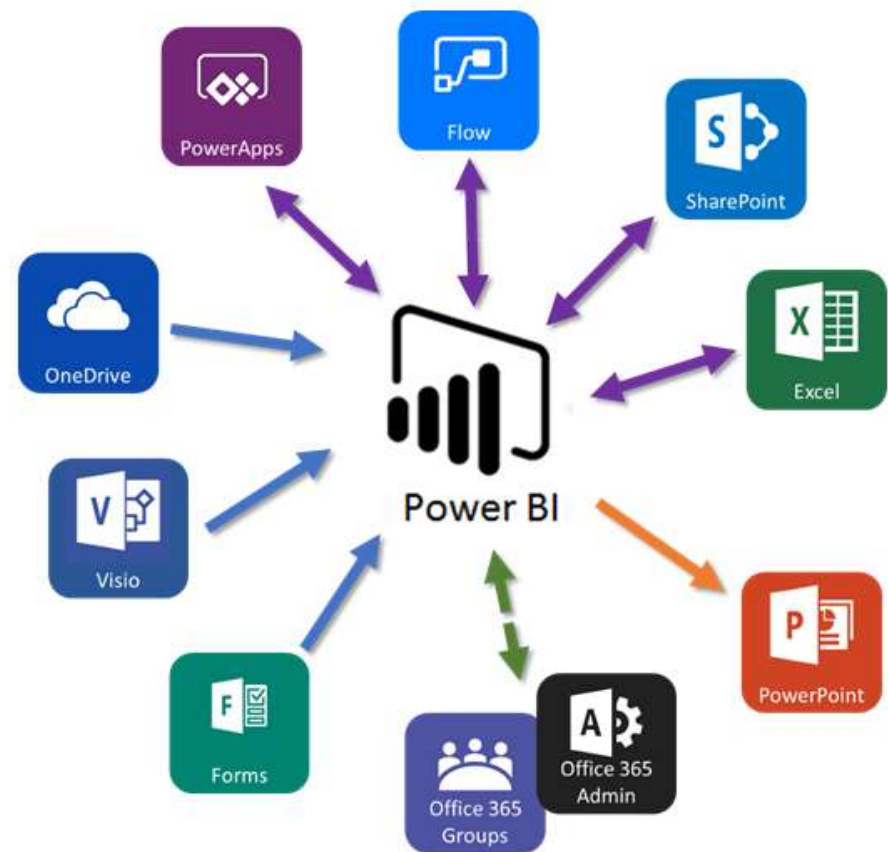 PowerApps
Flow
S
SharePoint
OneDrive
X
Excel
Power BI
V
Visio
P
PowerPoint
F
Forms
A
Office 365
Admin
Office 365
Groups